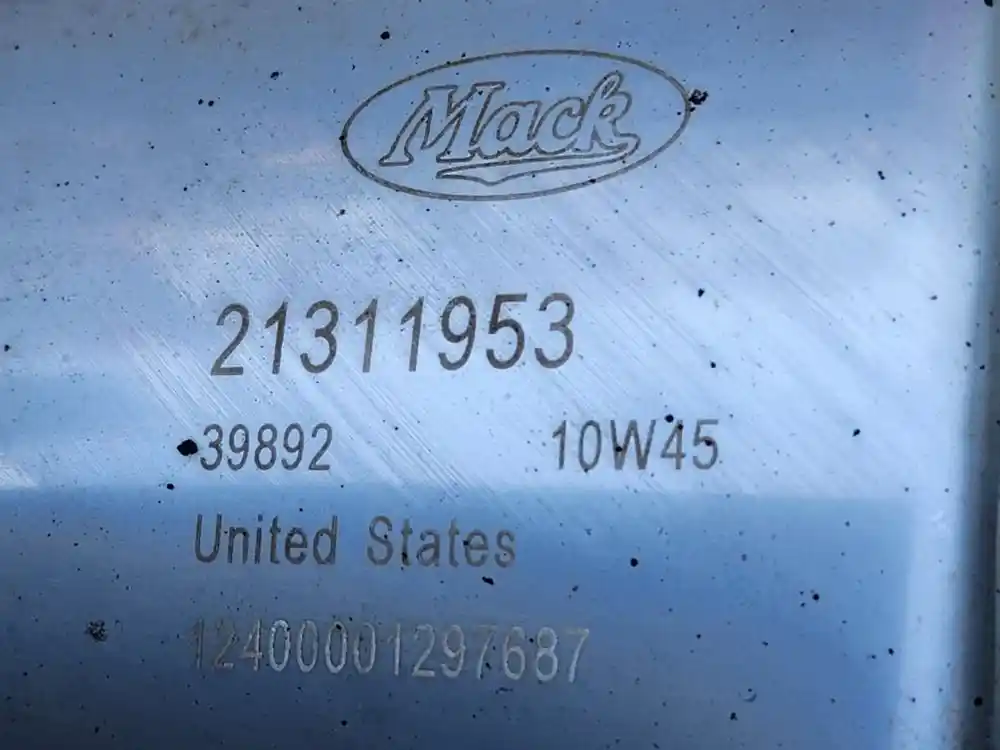 Mack
21311953
39892 10W45
United States
12400001297687